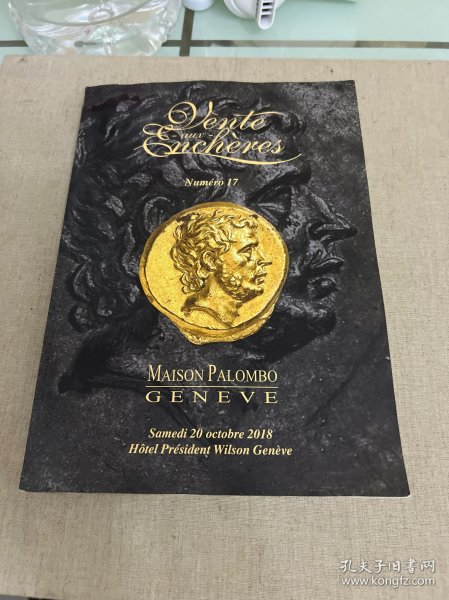 Vente
aux
Enchères
Numéro 17
MAISON PALOMBO
GENEVE
Samedi 20 octobre 2018
Hôtel Président Wilson Genève
孔夫子旧书网
www.kongfz.com